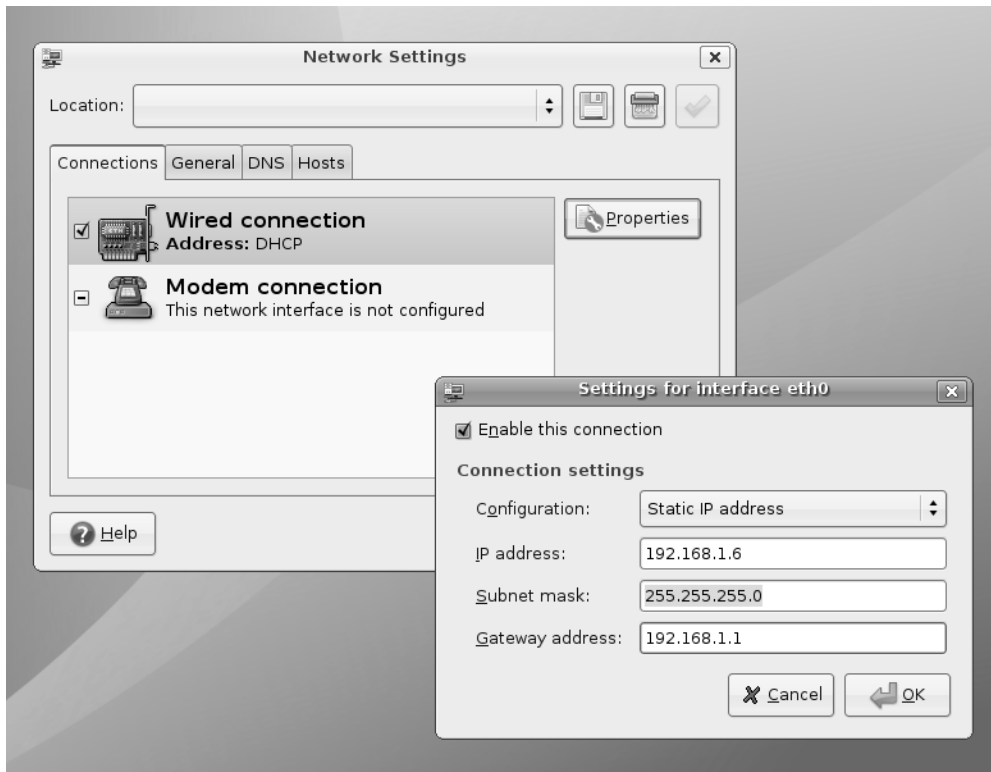 Network Settings
Location:
Connections General DNS Hosts
Wired connection
Address: DHCP
Properties
Modem connection
This network interface is not configured
Help
Settings for interface eth0
Enable this connection
Connection settings
Configuration: Static IP address
IP address: 192.168.1.6
Subnet mask: 255.255.255.0
Gateway address: 192.168.1.1
Cancel OK